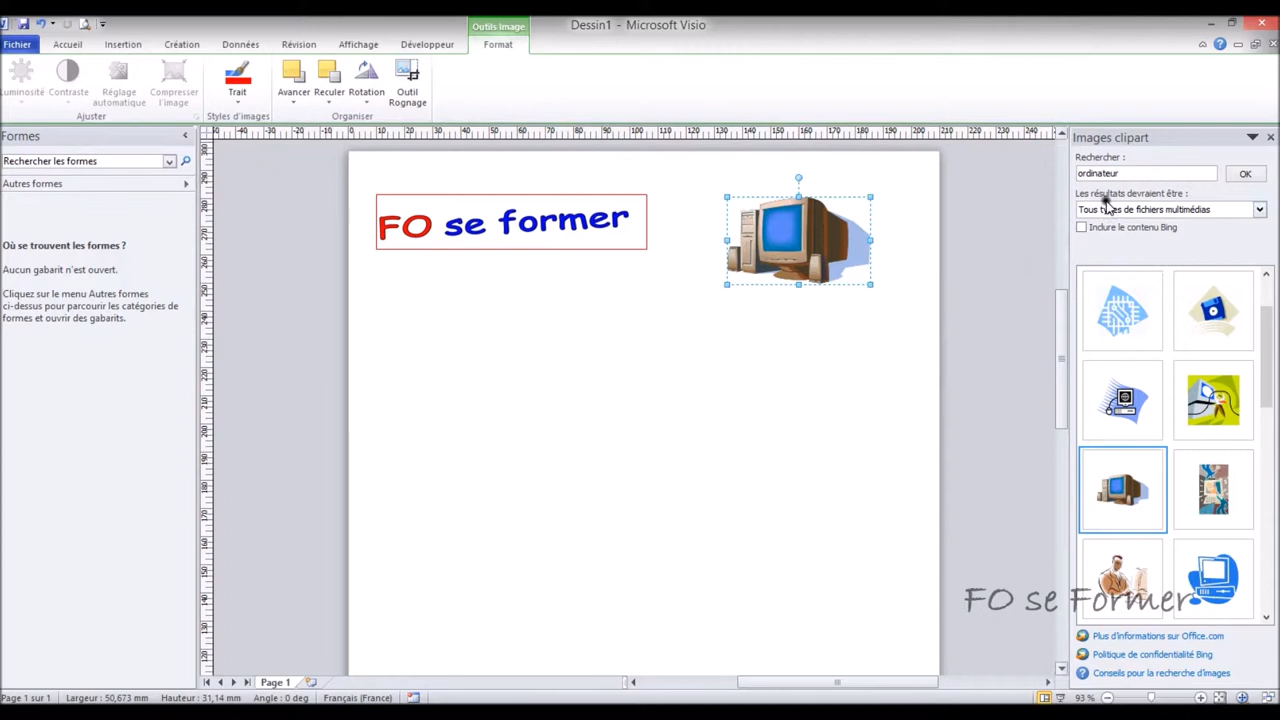 Outils Image
Dessin1 - Microsoft Visio
Fichier Accueil Insertion Création Données Révision Affichage Développeur Format
Luminosité Contraste Réglage automatique Compresser l'image Trait Avancer Reculer Rotation Outil Rognage
Ajuster Styles d'images Organiser
Formes
Rechercher les formes
Autres formes
Où se trouvent les formes ?
Aucun gabarit n'est ouvert.
Cliquez sur le menu Autres formes
ci-dessus pour parcourir les catégories de
formes et ouvrir des gabarits.
FO se former
Images clipart
Rechercher :
ordinateur OK
Les résultats devraient être :
Tous types de fichiers multimédias
Inclure le contenu Bing
FO se Former
Plus d'informations sur Office.com
Politique de confidentialité Bing
Conseils pour la recherche d'images
Page 1
Page 1 sur 1 Largeur : 50,673 mm Hauteur : 31,14 mm Angle : 0 deg Français (France) 93 %